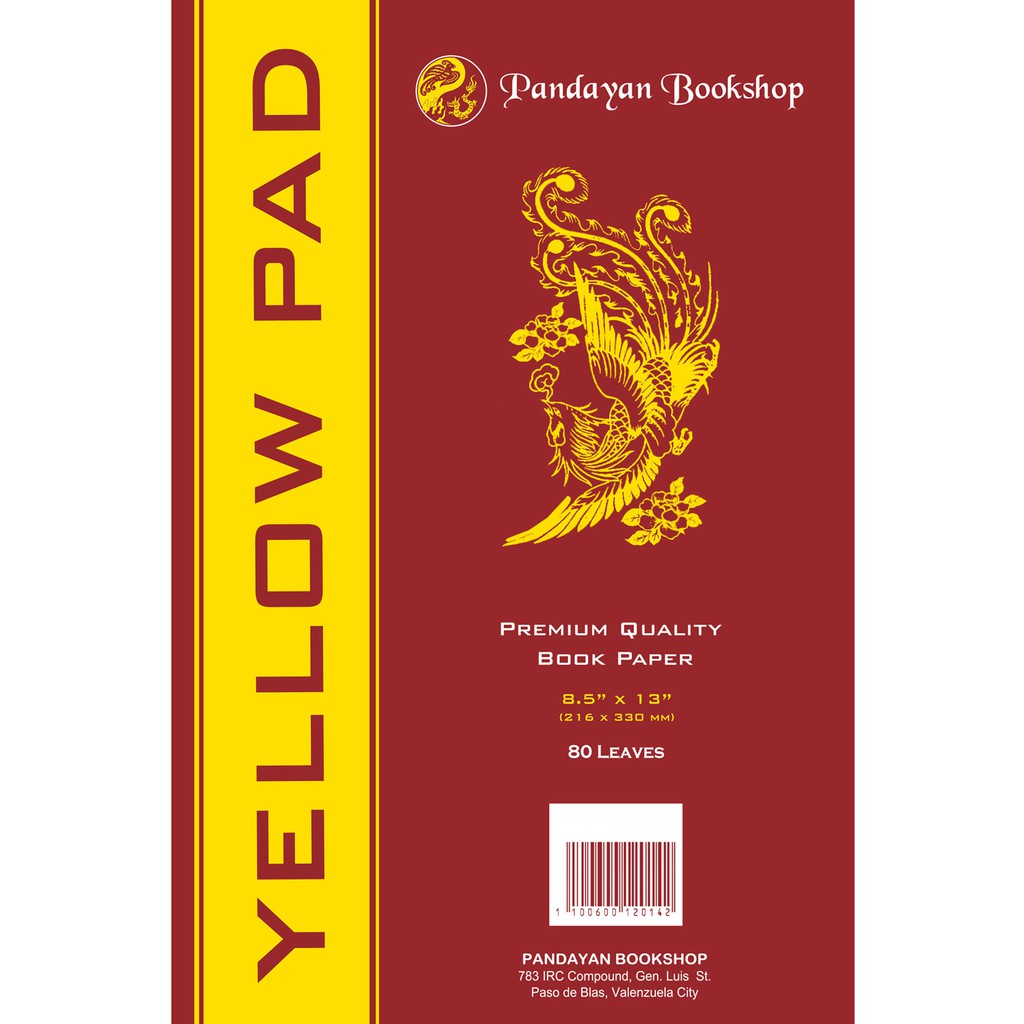 YELLOW PAD
Pandayan Bookshop
PREMIUM QUALITY
BOOK PAPER
8.5” X 13”
(216 X 330 MM)
80 LEAVES
1 100600 120142
PANDAYAN BOOKSHOP
783 IRC Compound, Gen. Luis St.
Paso de Blas, Valenzuela City